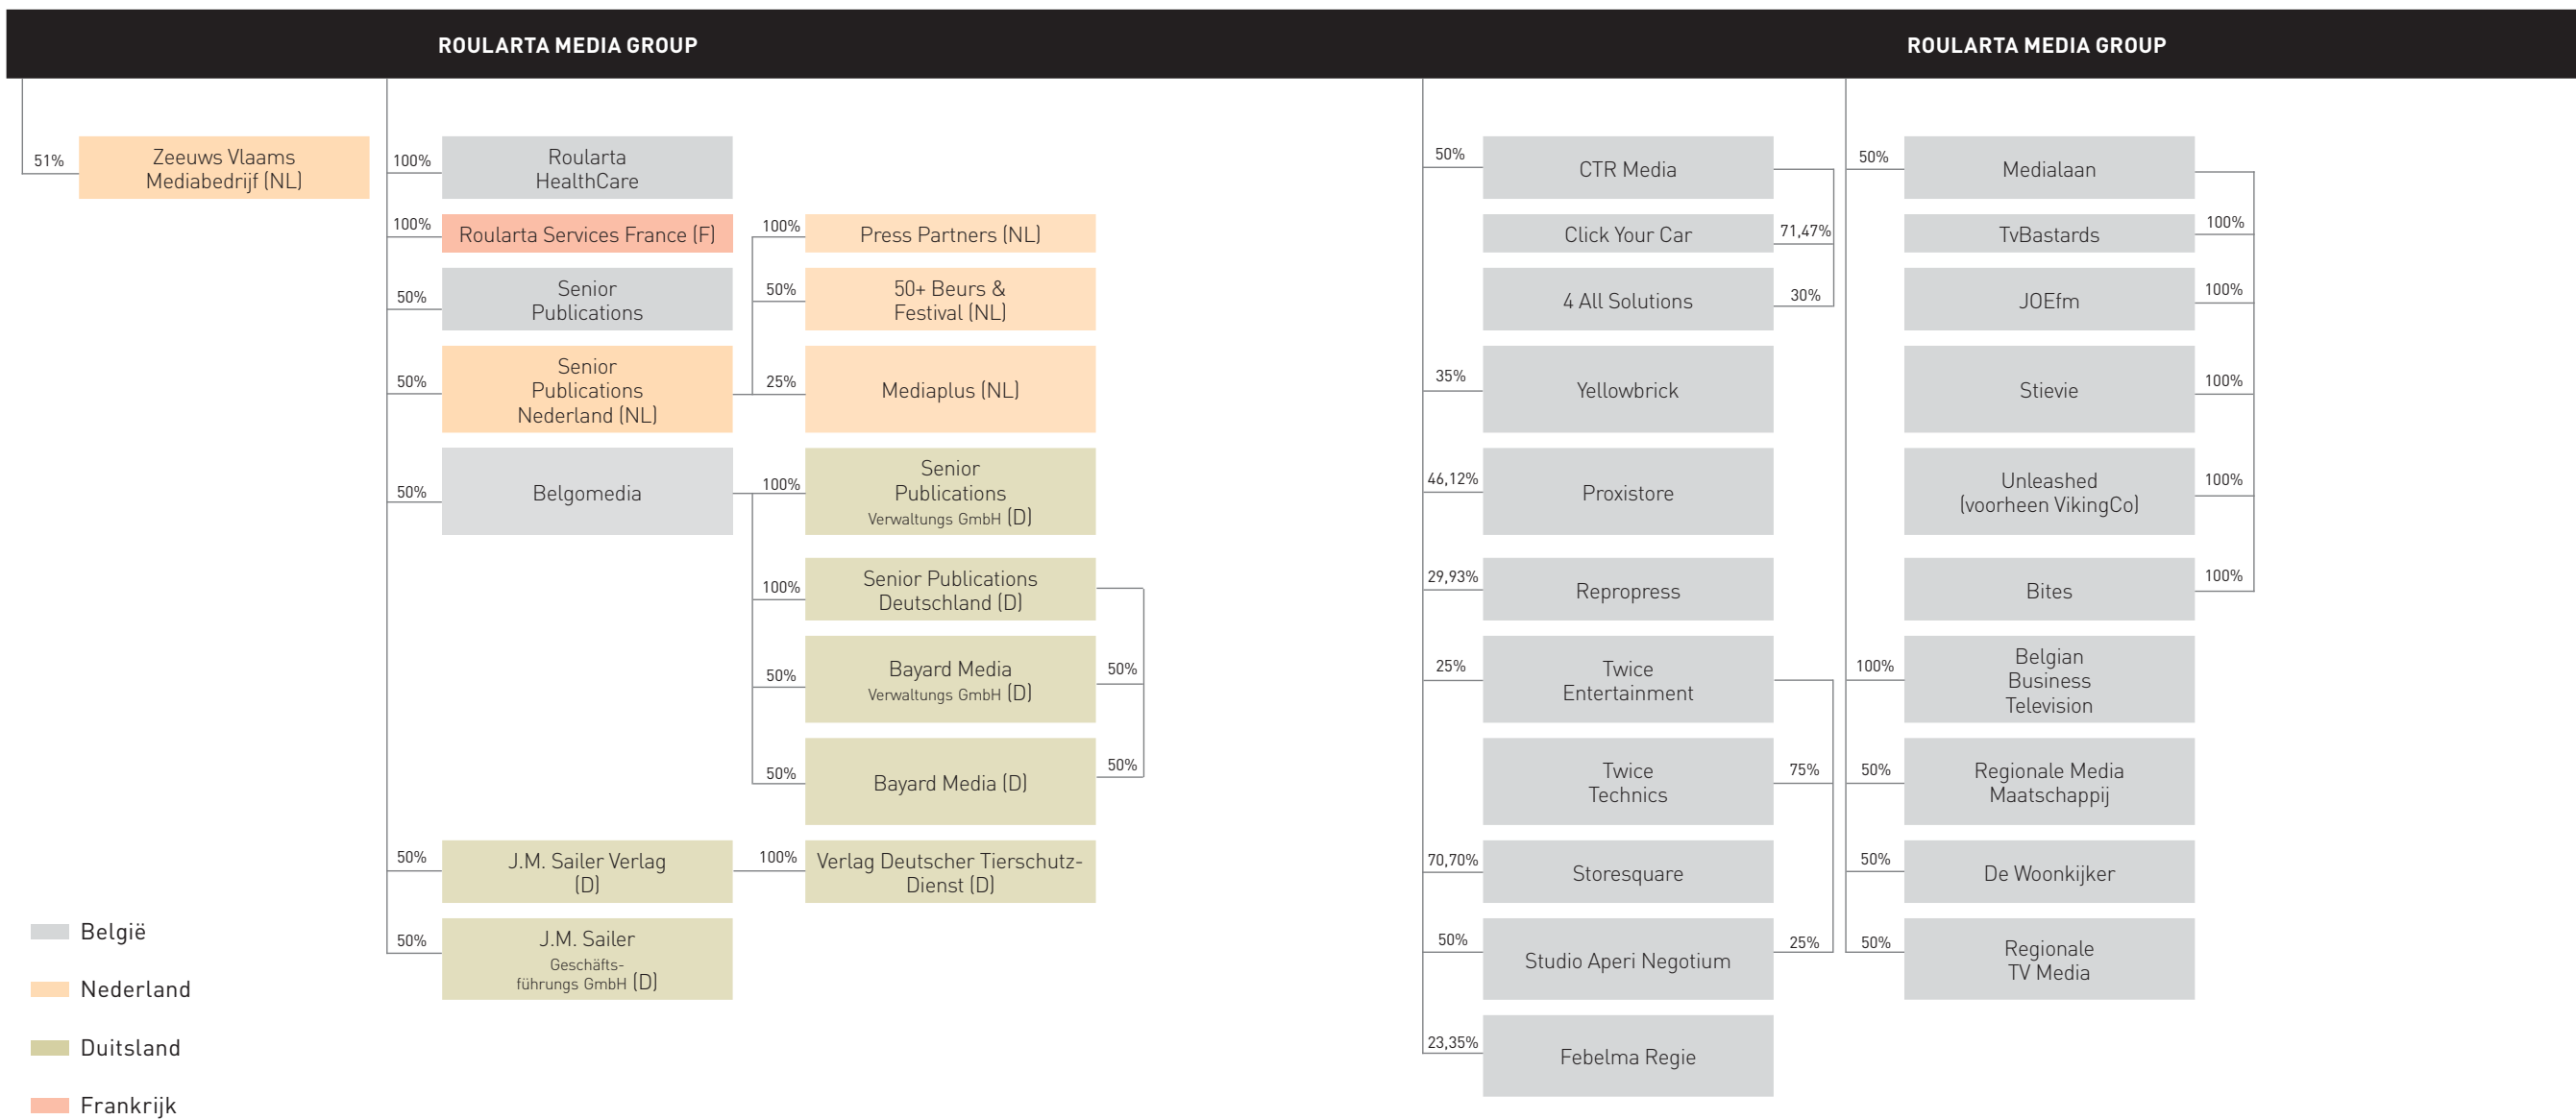 ROULARTA MEDIA GROUP
ROULARTA MEDIA GROUP
51%
Zeeuws Vlaams
Mediabedrijf (NL)
100%
Roularta
HealthCare
100%
Roularta Services France (F)
50%
Senior
Publications
50%
Senior
Publications
Nederland (NL)
100%
Press Partners (NL)
50%
50+ Beurs &
Festival (NL)
25%
Mediaplus (NL)
50%
Belgomedia
100%
Senior
Publications
Verwaltungs GmbH (D)
100%
Senior Publications
Deutschland (D)
50%
Bayard Media
Verwaltungs GmbH (D)
50%
50%
Bayard Media (D)
50%
50%
J.M. Sailer Verlag
(D)
100%
Verlag Deutscher Tierschutz-
Dienst (D)
50%
J.M. Sailer
Geschäfts-
führungs GmbH (D)
België
Nederland
Duitsland
Frankrijk
50%
CTR Media
Click Your Car
71,47%
4 All Solutions
30%
35%
Yellowbrick
46,12%
Proxistore
29,93%
Repropress
25%
Twice
Entertainment
Twice
Technics
75%
70,70%
Storesquare
50%
Studio Aperi Negotium
25%
23,35%
Febelma Regie
50%
Medialaan
TvBastards
100%
JOEfm
100%
Stievie
100%
Unleashed
(voorheen VikingCo)
100%
Bites
100%
100%
Belgian
Business
Television
50%
Regionale Media
Maatschappij
50%
De Woonkijker
50%
Regionale
TV Media